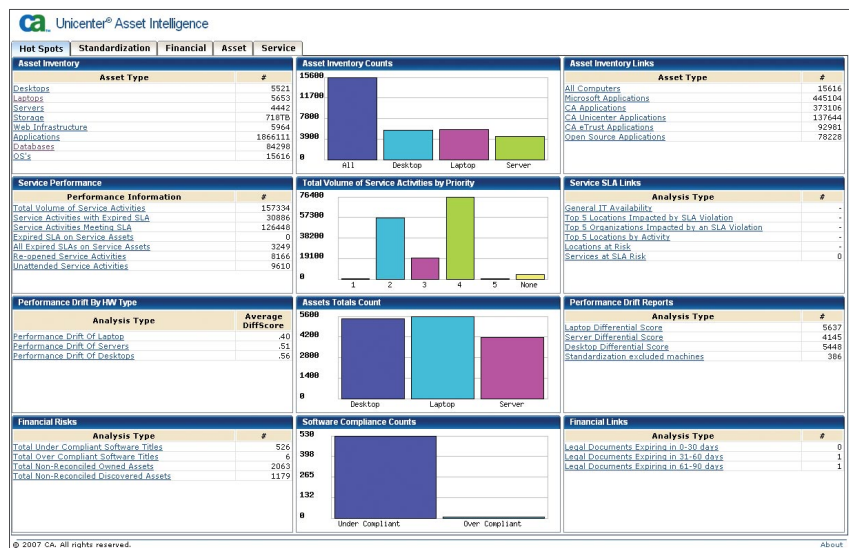 ca Unicenter® Asset Intelligence
Hot Spots Standardization Financial Asset Service
Asset Inventory
Asset Type #
Desktops 5521
Laptops 5653
Servers 4442
Storage 718TB
Web Infrastructure 5964
Applications 1866111
Databases 84298
OS's 15616
Asset Inventory Counts
15600
11700
7800
3900
0
All Desktop Laptop Server
Asset Inventory Links
Asset Type #
All Computers 15616
Microsoft Applications 445104
CA Applications 373106
CA Unicenter Applications 137644
CA eTrust Applications 92981
Open Source Applications 78228
Service Performance
Performance Information #
Total Volume of Service Activities 157334
Service Activities with Expired SLA 30886
Service Activities Meeting SLA 126448
Expired SLA on Service Assets 0
All Expired SLAs on Service Assets 3249
Re-opened Service Activities 8166
Unattended Service Activities 9610
Total Volume of Service Activities by Priority
76400
57300
38200
19100
0
1 2 3 4 5 None
Service SLA Links
Analysis Type #
General IT Availability -
Top 5 Locations Impacted by SLA Violation -
Top 5 Organizations Impacted by an SLA Violation -
Top 5 Locations by Activity -
Locations at Risk -
Services at SLA Risk 0
Performance Drift By HW Type
Analysis Type Average DiffScore
Performance Drift Of Laptop .40
Performance Drift Of Servers .51
Performance Drift Of Desktops .56
Assets Totals Count
5600
4200
2800
1400
0
Desktop Laptop Server
Performance Drift Reports
Analysis Type #
Laptop Differential Score 5637
Server Differential Score 4145
Desktop Differential Score 5448
Standardization excluded machines 386
Financial Risks
Analysis Type #
Total Under Compliant Software Titles 526
Total Over Compliant Software Titles 6
Total Non-Reconciled Owned Assets 2063
Total Non-Reconciled Discovered Assets 1179
Software Compliance Counts
530
398
265
132
0
Under Compliant Over Compliant
Financial Links
Analysis Type #
Legal Documents Expiring in 0-30 days 0
Legal Documents Expiring in 31-60 days 1
Legal Documents Expiring in 61-90 days 1
© 2007 CA. All rights reserved. About